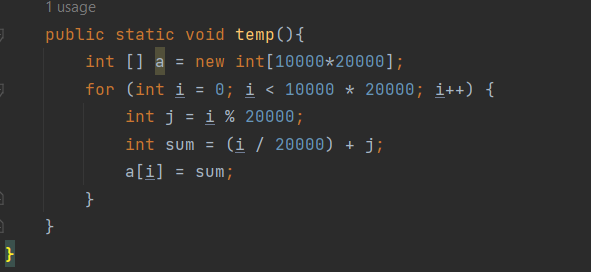 1 usage
public static void temp(){
int [] a = new int[10000*20000];
for (int i = 0; i < 10000 * 20000; i++) {
int j = i % 20000;
int sum = (i / 20000) + j;
a[i] = sum;
}
}
}